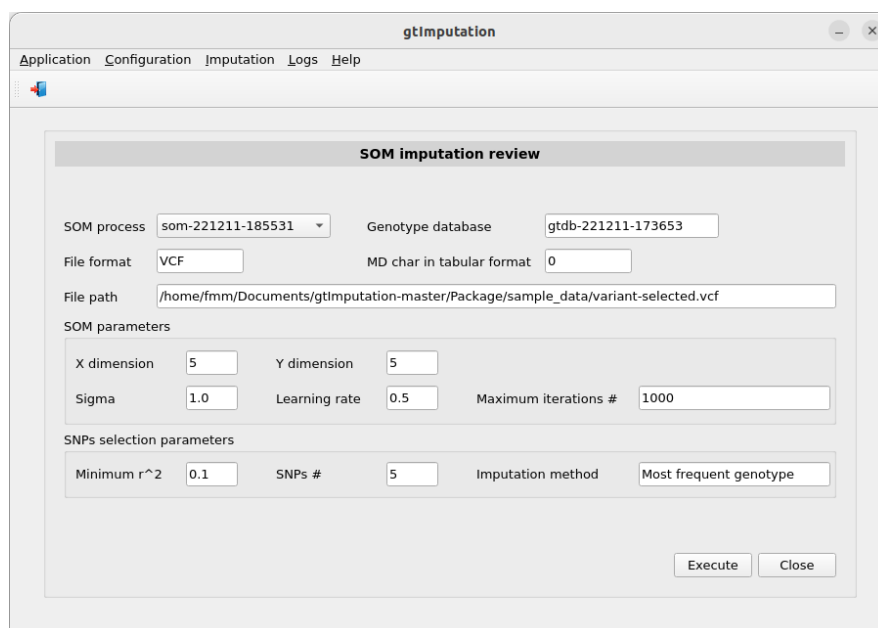 gtImputation
Application Configuration Imputation Logs Help
SOM imputation review
SOM process som-221211-185531 Genotype database gtdb-221211-173653
File format VCF MD char in tabular format 0
File path /home/fmm/Documents/gtImputation-master/Package/sample_data/variant-selected.vcf
SOM parameters
X dimension 5 Y dimension 5
Sigma 1.0 Learning rate 0.5 Maximum iterations # 1000
SNPs selection parameters
Minimum r^2 0.1 SNPs # 5 Imputation method Most frequent genotype
Execute Close